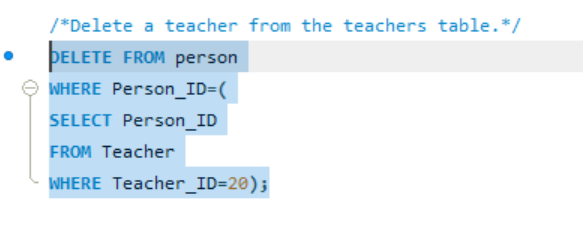 /*Delete a teacher from the teachers table.*/
DELETE FROM person
WHERE Person_ID=(
SELECT Person_ID
FROM Teacher
WHERE Teacher_ID=20);